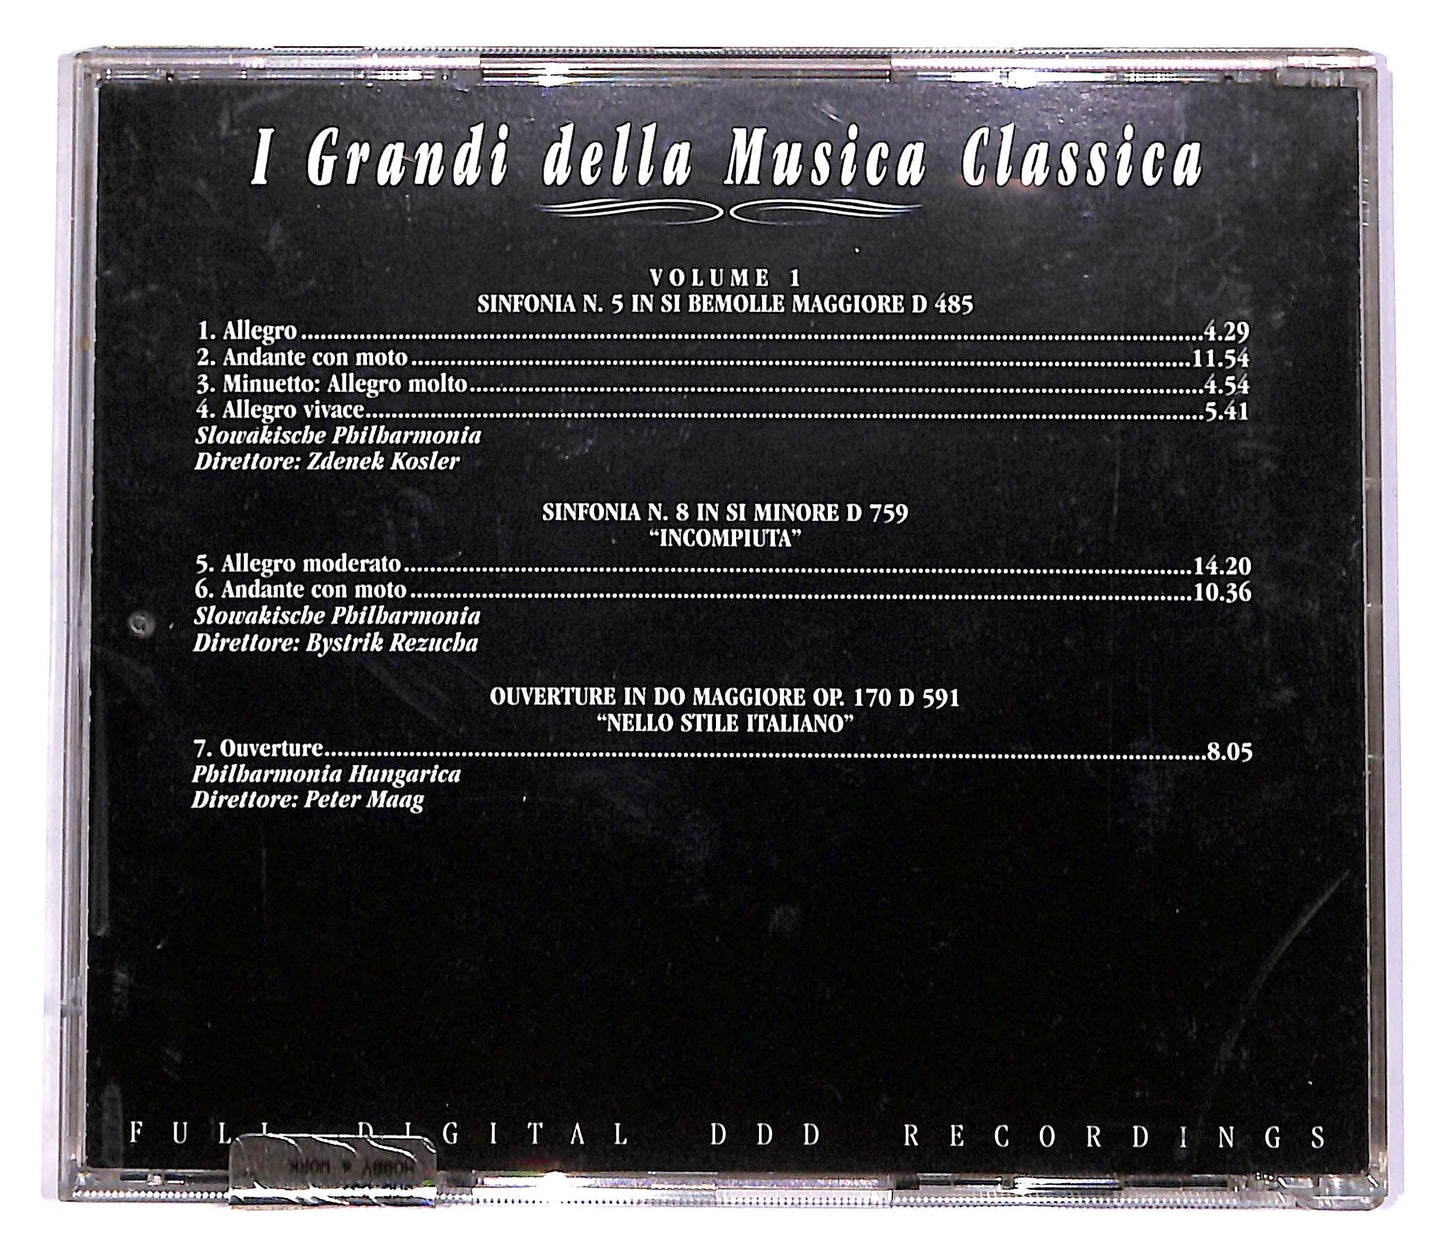 I Grandi della Musica Classica
VOLUME 1
SINFONIA N. 5 IN SI BEMOLLE MAGGIORE D 485
1. Allegro........4.29
2. Andante con moto........11.54
3. Minuetto: Allegro molto........4.54
4. Allegro vivace........5.41
Slowakische Philharmonia
Direttore: Zdenek Kosler
SINFONIA N. 8 IN SI MINORE D 759
“INCOMPIUTA”
5. Allegro moderato........14.20
6. Andante con moto........10.36
Slowakische Philharmonia
Direttore: Bystrik Rezucha
OUVERTURE IN DO MAGGIORE OP. 170 D 591
“NELLO STILE ITALIANO”
7. Ouverture........8.05
Philharmonia Hungarica
Direttore: Peter Maag
FULL DIGITAL DDD RECORDINGS
HOBBY & WORK